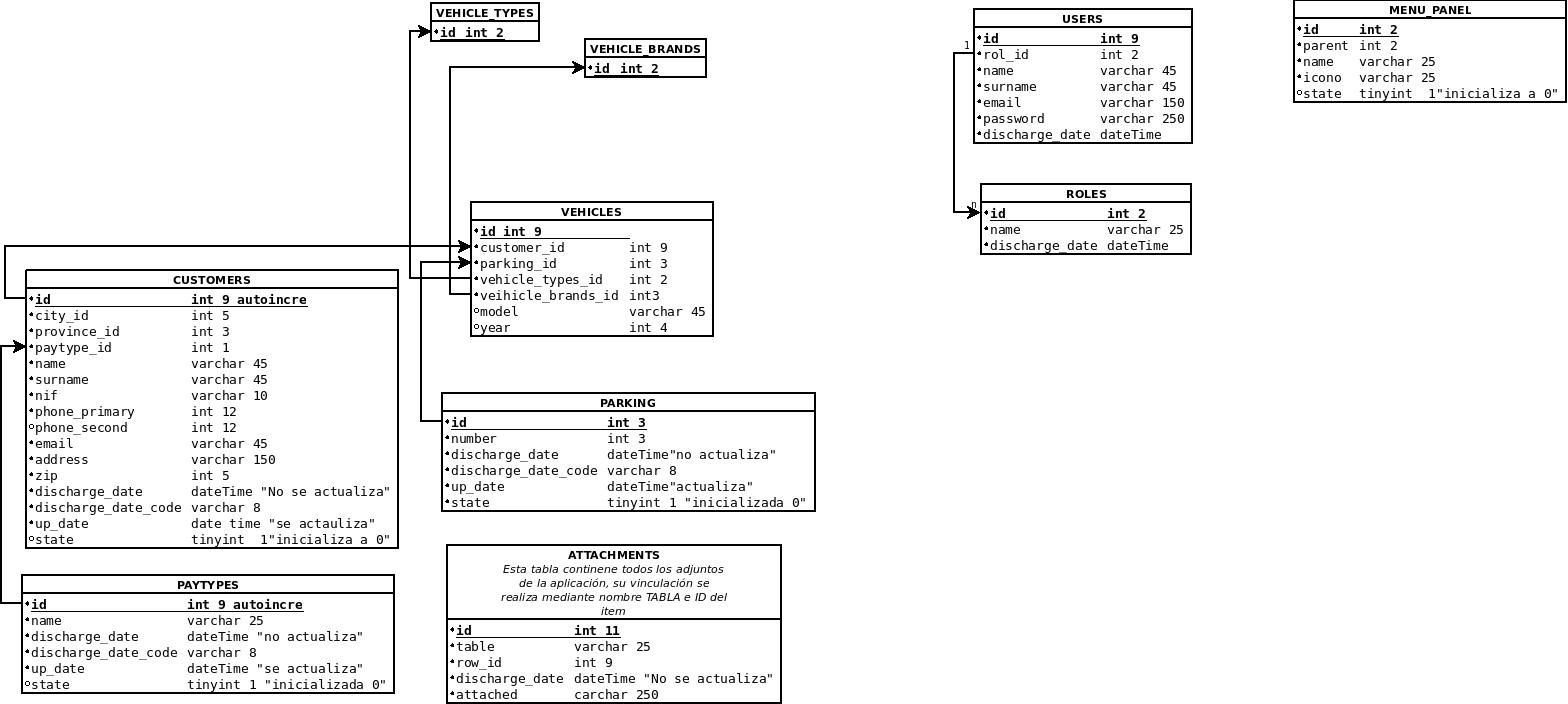 VEHICLE_TYPES
id int 2
VEHICLE_BRANDS
id int 2
USERS
id int 9
rol_id int 2
name varchar 45
surname varchar 45
email varchar 150
password varchar 250
discharge_date dateTime
1
n
MENU_PANEL
id int 2
parent int 2
name varchar 25
icono varchar 25
state tinyint 1"inicializa a 0"
ROLES
id int 2
name varchar 25
discharge_date dateTime
VEHICLES
id int 9
customer_id int 9
parking_id int 3
vehicle_types_id int 2
veihicle_brands_id int3
model varchar 45
year int 4
CUSTOMERS
id int 9 autoincre
city_id int 5
province_id int 3
paytype_id int 1
name varchar 45
surname varchar 45
nif varchar 10
phone_primary int 12
phone_second int 12
email varchar 45
address varchar 150
zip int 5
discharge_date dateTime "No se actualiza"
discharge_date_code varchar 8
up_date date time "se actauliza"
state tinyint 1"inicializa a 0"
PARKING
id int 3
number int 3
discharge_date dateTime"no actualiza"
discharge_date_code varchar 8
up_date dateTime"actualiza"
state tinyint 1 "inicializada 0"
PAYTYPES
id int 9 autoincre
name varchar 25
discharge_date dateTime "no actualiza"
discharge_date_code varchar 8
up_date dateTime "se actualiza"
state tinyint 1 "inicializada 0"
ATTACHMENTS
Esta tabla continene todos los adjuntos
de la aplicación, su vinculación se
realiza mediante nombre TABLA e ID del
item
id int 11
table varchar 25
row_id int 9
discharge_date dateTime "No se actualiza"
attached carchar 250